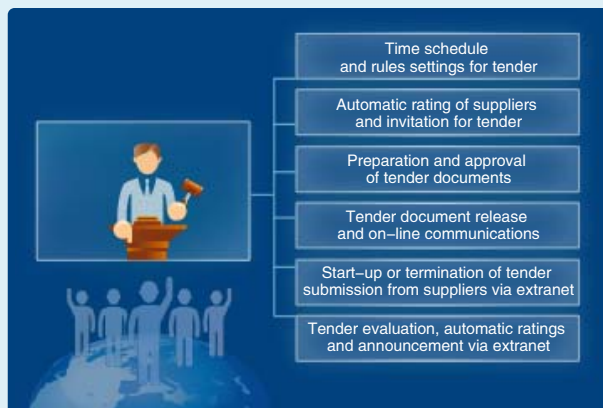 Time schedule
and rules settings for tender
Automatic rating of suppliers
and invitation for tender
Preparation and approval
of tender documents
Tender document release
and on–line communications
Start–up or termination of tender
submission from suppliers via extranet
Tender evaluation, automatic ratings
and announcement via extranet